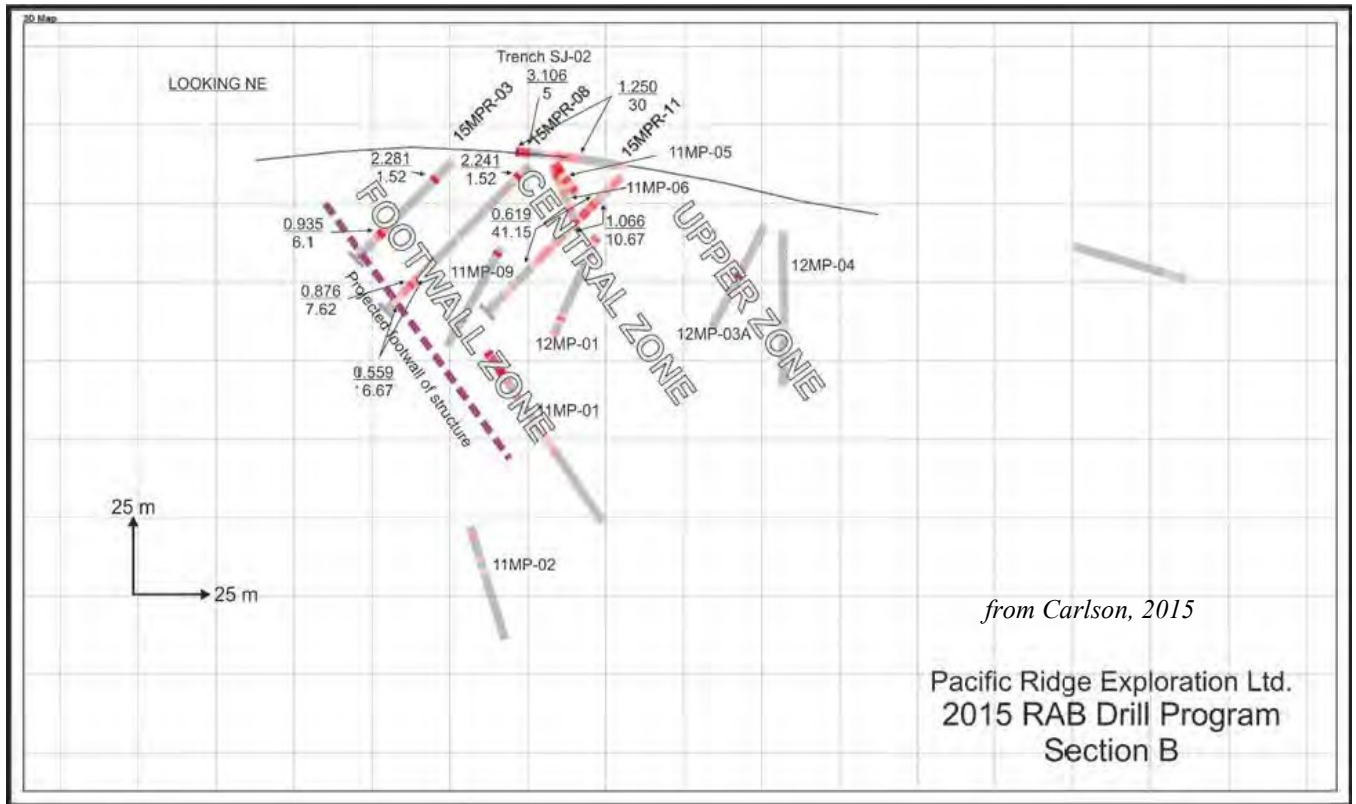 3D Map
LOOKING NE
Trench SJ-02
3.106
5
1.250
30
15MPR-03
15MPR-08
15MPR-11
11MP-05
11MP-06
2.281
1.52
2.241
1.52
0.619
41.15
1.066
10.67
0.935
6.1
FOOTWALL ZONE
CENTRAL ZONE
UPPER ZONE
11MP-09
12MP-04
0.876
7.62
12MP-01
12MP-03A
0.559
6.67
Projected footwall of structure
11MP-01
25 m
25 m
11MP-02
from Carlson, 2015
Pacific Ridge Exploration Ltd.
2015 RAB Drill Program
Section B